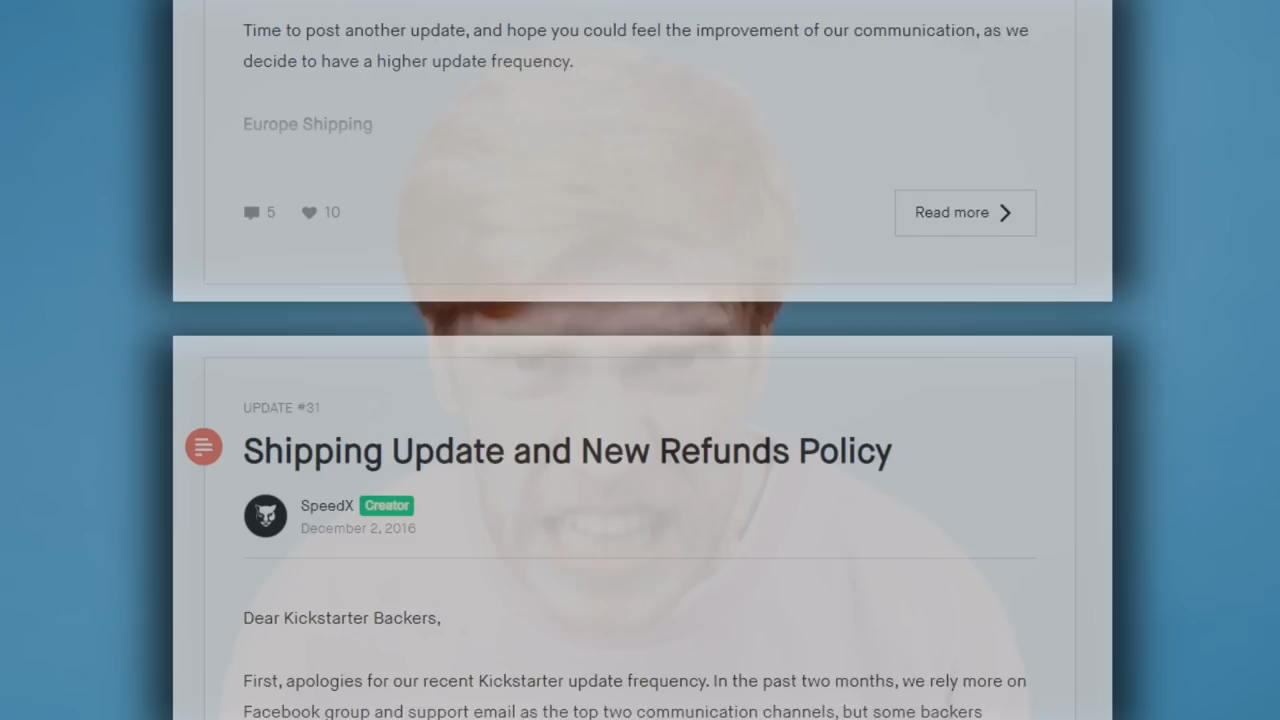 Time to post another update, and hope you could feel the improvement of our communication, as we
decide to have a higher update frequency.
Europe Shipping
5 10
Read more
UPDATE #31
Shipping Update and New Refunds Policy
SpeedX Creator
December 2, 2016
Dear Kickstarter Backers,
First, apologies for our recent Kickstarter update frequency. In the past two months, we rely more on
Facebook group and support email as the top two communication channels, but some backers